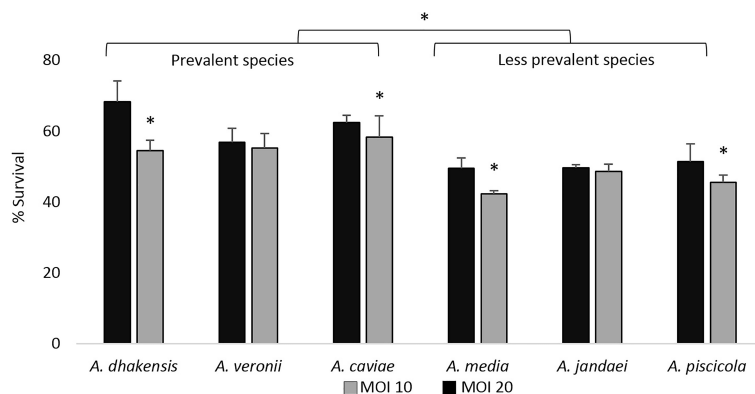 *
Prevalent species
Less prevalent species
80
60
40
20
0
% Survival
*
*
*
*
A. dhakensis A. veronii A. caviae A. media A. jandaei A. piscicola
MOI 10 MOI 20